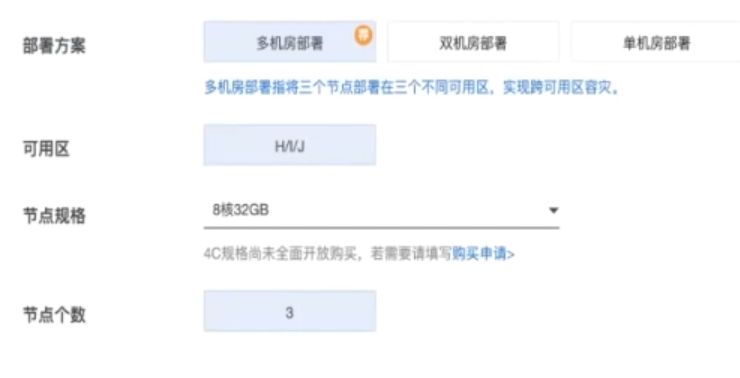 部署方案 多机房部署 荐 双机房部署 单机房部署
多机房部署指将三个节点部署在三个不同可用区，实现跨可用区容灾。
可用区 H/I/J
节点规格 8核32GB
4C规格尚未全面开放购买，若需要请填写购买申请>
节点个数 3